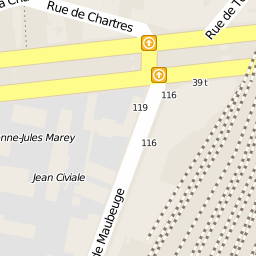 Rue de Chartres
Rue de T
39 t
116
119
116
nne-Jules Marey
Jean Civiale
de Maubeuge